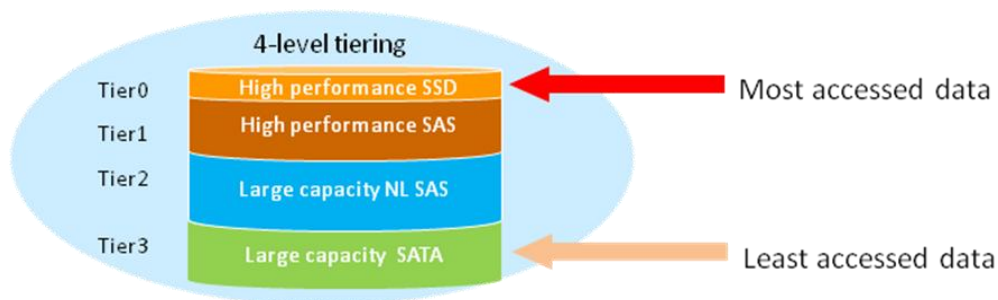 4-level tiering
Tier0
High performance SSD
Most accessed data
Tier1
High performance SAS
Tier2
Large capacity NL SAS
Tier3
Large capacity SATA
Least accessed data